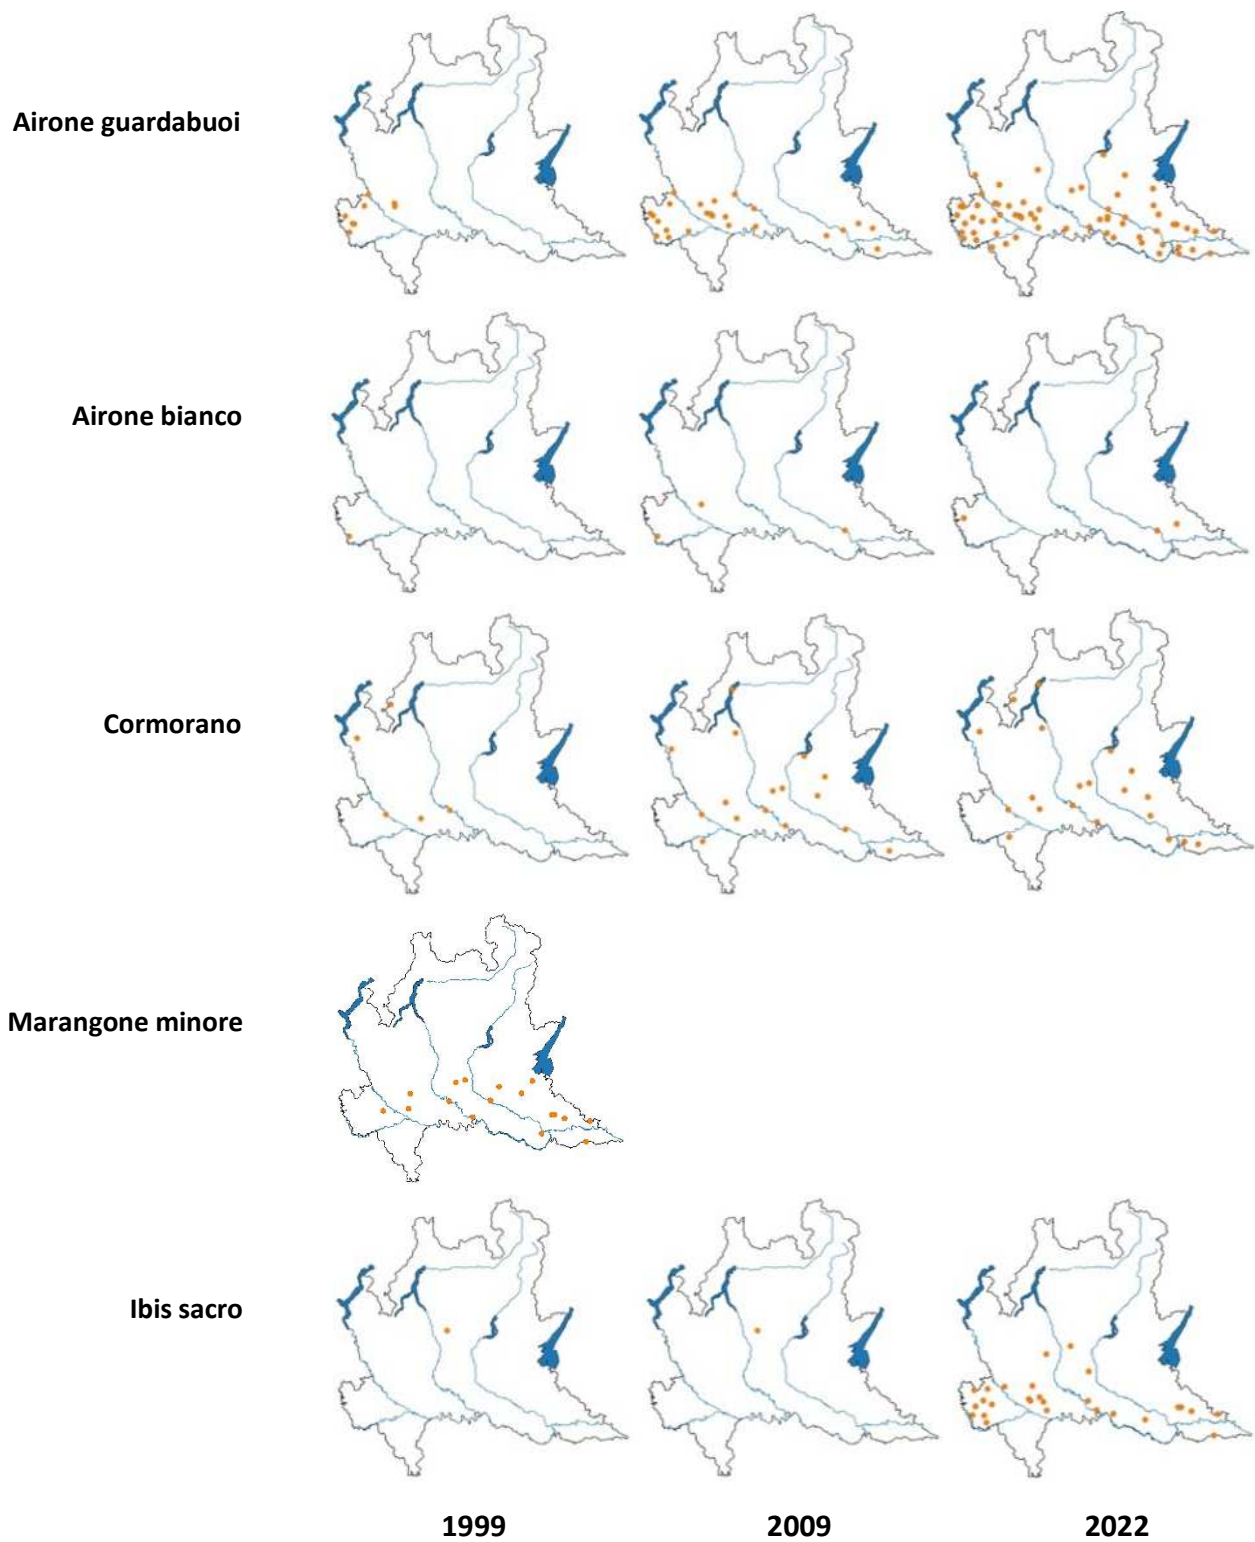 Airone guardabuoi
Airone bianco
Cormorano
Marangone minore
Ibis sacro
1999 2009 2022